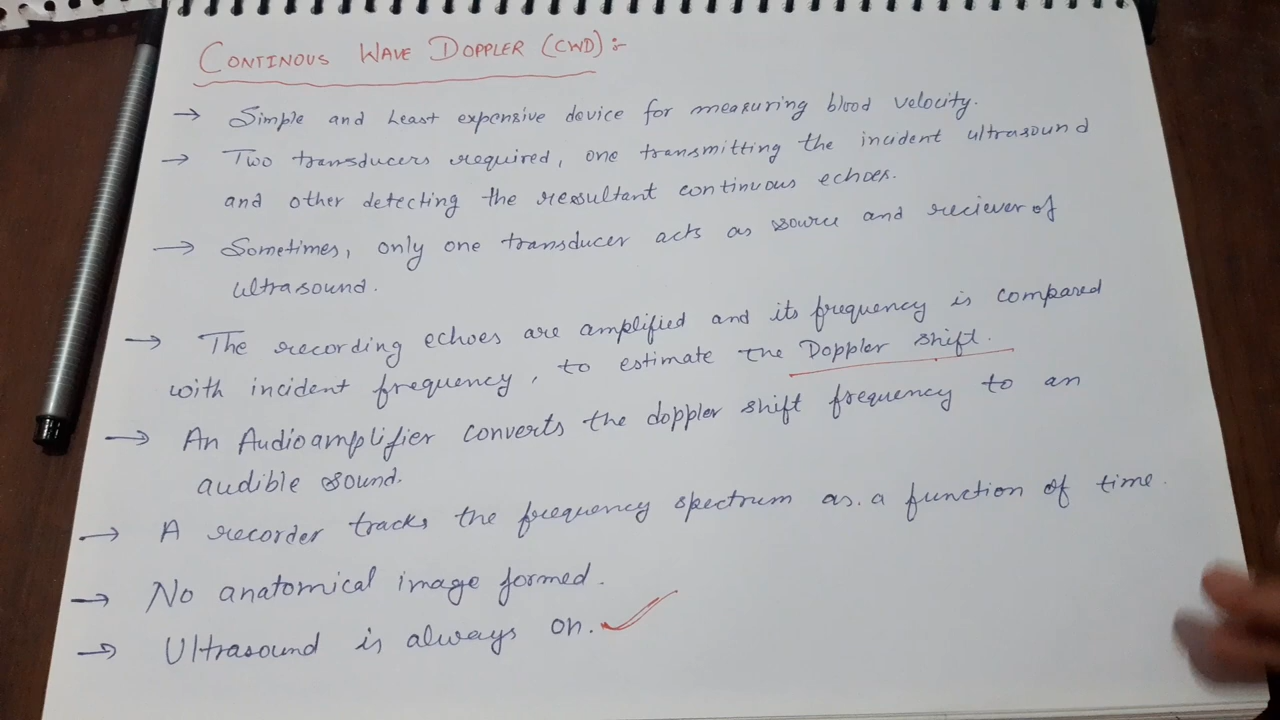 CONTINOUS WAVE DOPPLER (CWD) :-
→ Simple and Least expensive device for measuring blood velocity.
→ Two transducers required, one transmitting the incident ultrasound
and other detecting the resultant continuous echoes.
→ Sometimes, only one transducer acts as source and reciever of
ultrasound.
→ The recording echoes are amplified and its frequency is compared
with incident frequency, to estimate the Doppler shift.
→ An Audioamplifier converts the doppler shift frequency to an
audible sound.
→ A recorder tracks the frequency spectrum as. a function of time.
→ No anatomical image formed.
→ Ultrasound is always on.